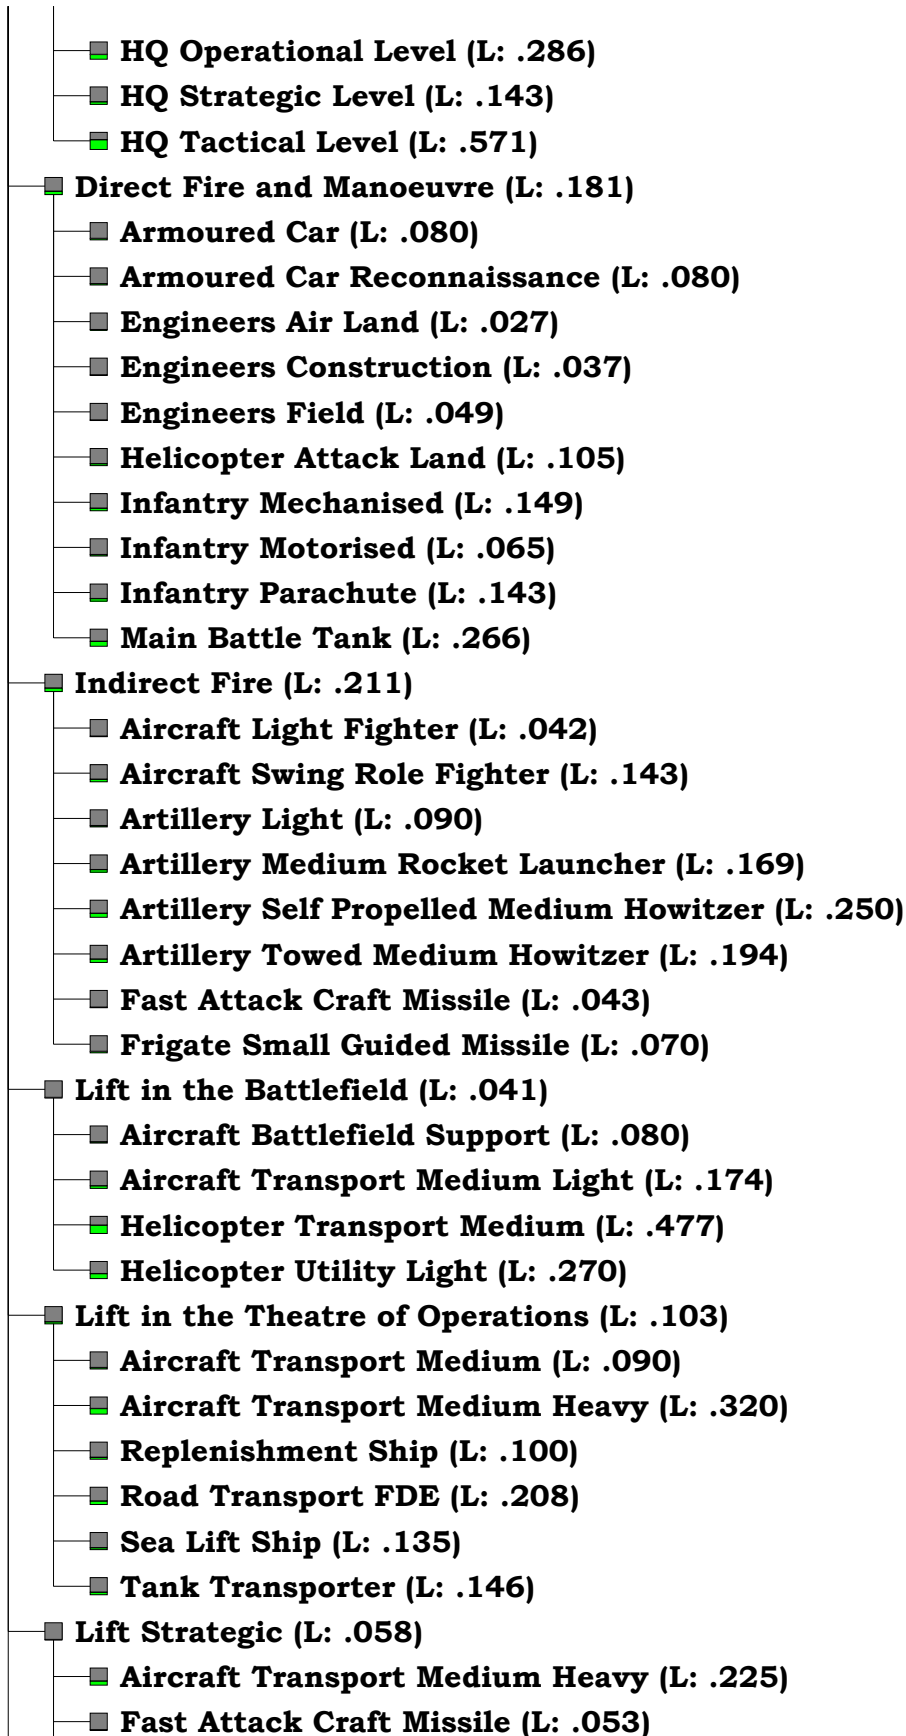 HQ Operational Level (L: .286)
HQ Strategic Level (L: .143)
HQ Tactical Level (L: .571)
Direct Fire and Manoeuvre (L: .181)
Armoured Car (L: .080)
Armoured Car Reconnaissance (L: .080)
Engineers Air Land (L: .027)
Engineers Construction (L: .037)
Engineers Field (L: .049)
Helicopter Attack Land (L: .105)
Infantry Mechanised (L: .149)
Infantry Motorised (L: .065)
Infantry Parachute (L: .143)
Main Battle Tank (L: .266)
Indirect Fire (L: .211)
Aircraft Light Fighter (L: .042)
Aircraft Swing Role Fighter (L: .143)
Artillery Light (L: .090)
Artillery Medium Rocket Launcher (L: .169)
Artillery Self Propelled Medium Howitzer (L: .250)
Artillery Towed Medium Howitzer (L: .194)
Fast Attack Craft Missile (L: .043)
Frigate Small Guided Missile (L: .070)
Lift in the Battlefield (L: .041)
Aircraft Battlefield Support (L: .080)
Aircraft Transport Medium Light (L: .174)
Helicopter Transport Medium (L: .477)
Helicopter Utility Light (L: .270)
Lift in the Theatre of Operations (L: .103)
Aircraft Transport Medium (L: .090)
Aircraft Transport Medium Heavy (L: .320)
Replenishment Ship (L: .100)
Road Transport FDE (L: .208)
Sea Lift Ship (L: .135)
Tank Transporter (L: .146)
Lift Strategic (L: .058)
Aircraft Transport Medium Heavy (L: .225)
Fast Attack Craft Missile (L: .053)